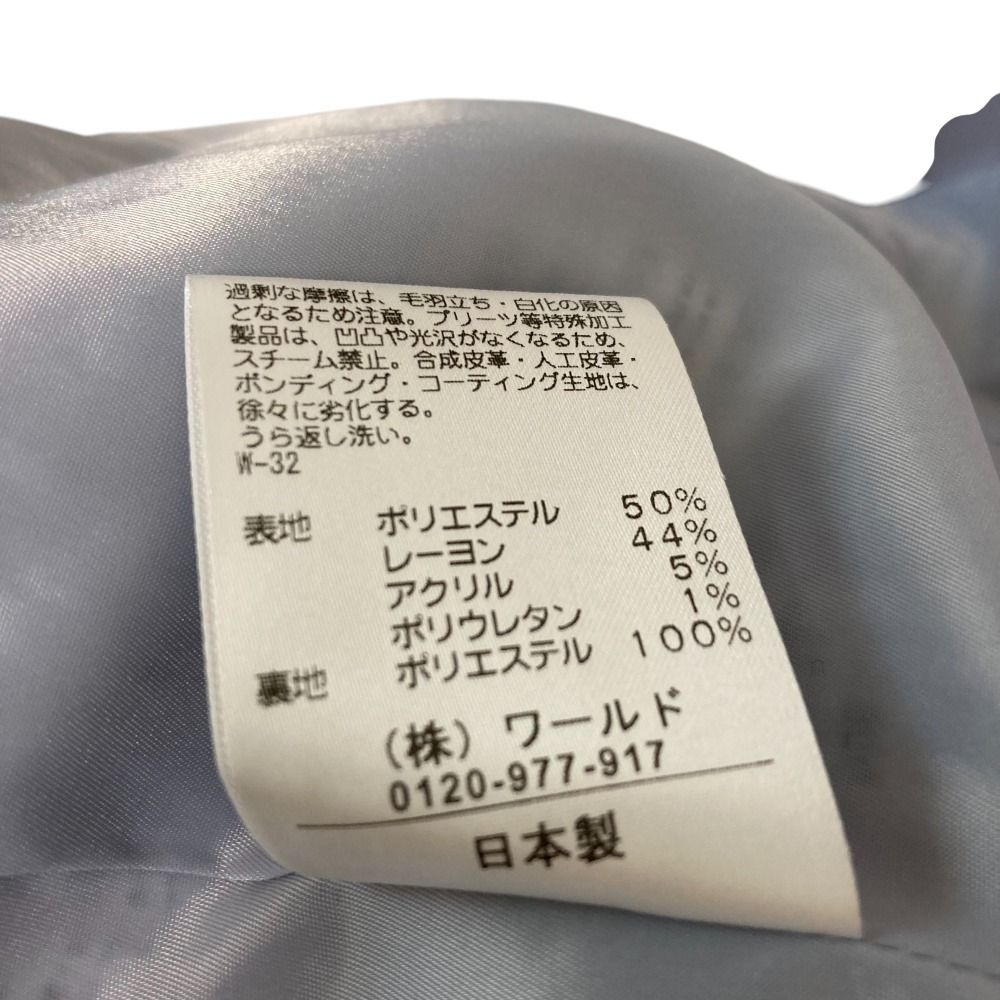 過剰な摩擦は、毛羽立ち・白化の原因
となるため注意。プリーツ等特殊加工
製品は、凹凸や光沢がなくなるため、
スチーム禁止。合成皮革・人工皮革・
ボンディング・コーティング生地は、
徐々に劣化する。
うら返し洗い。
W-32
表地 ポリエステル 50%
レーヨン 44%
アクリル 5%
ポリウレタン 1%
裏地 ポリエステル 100%
(株) ワールド
0120-977-917
日本製